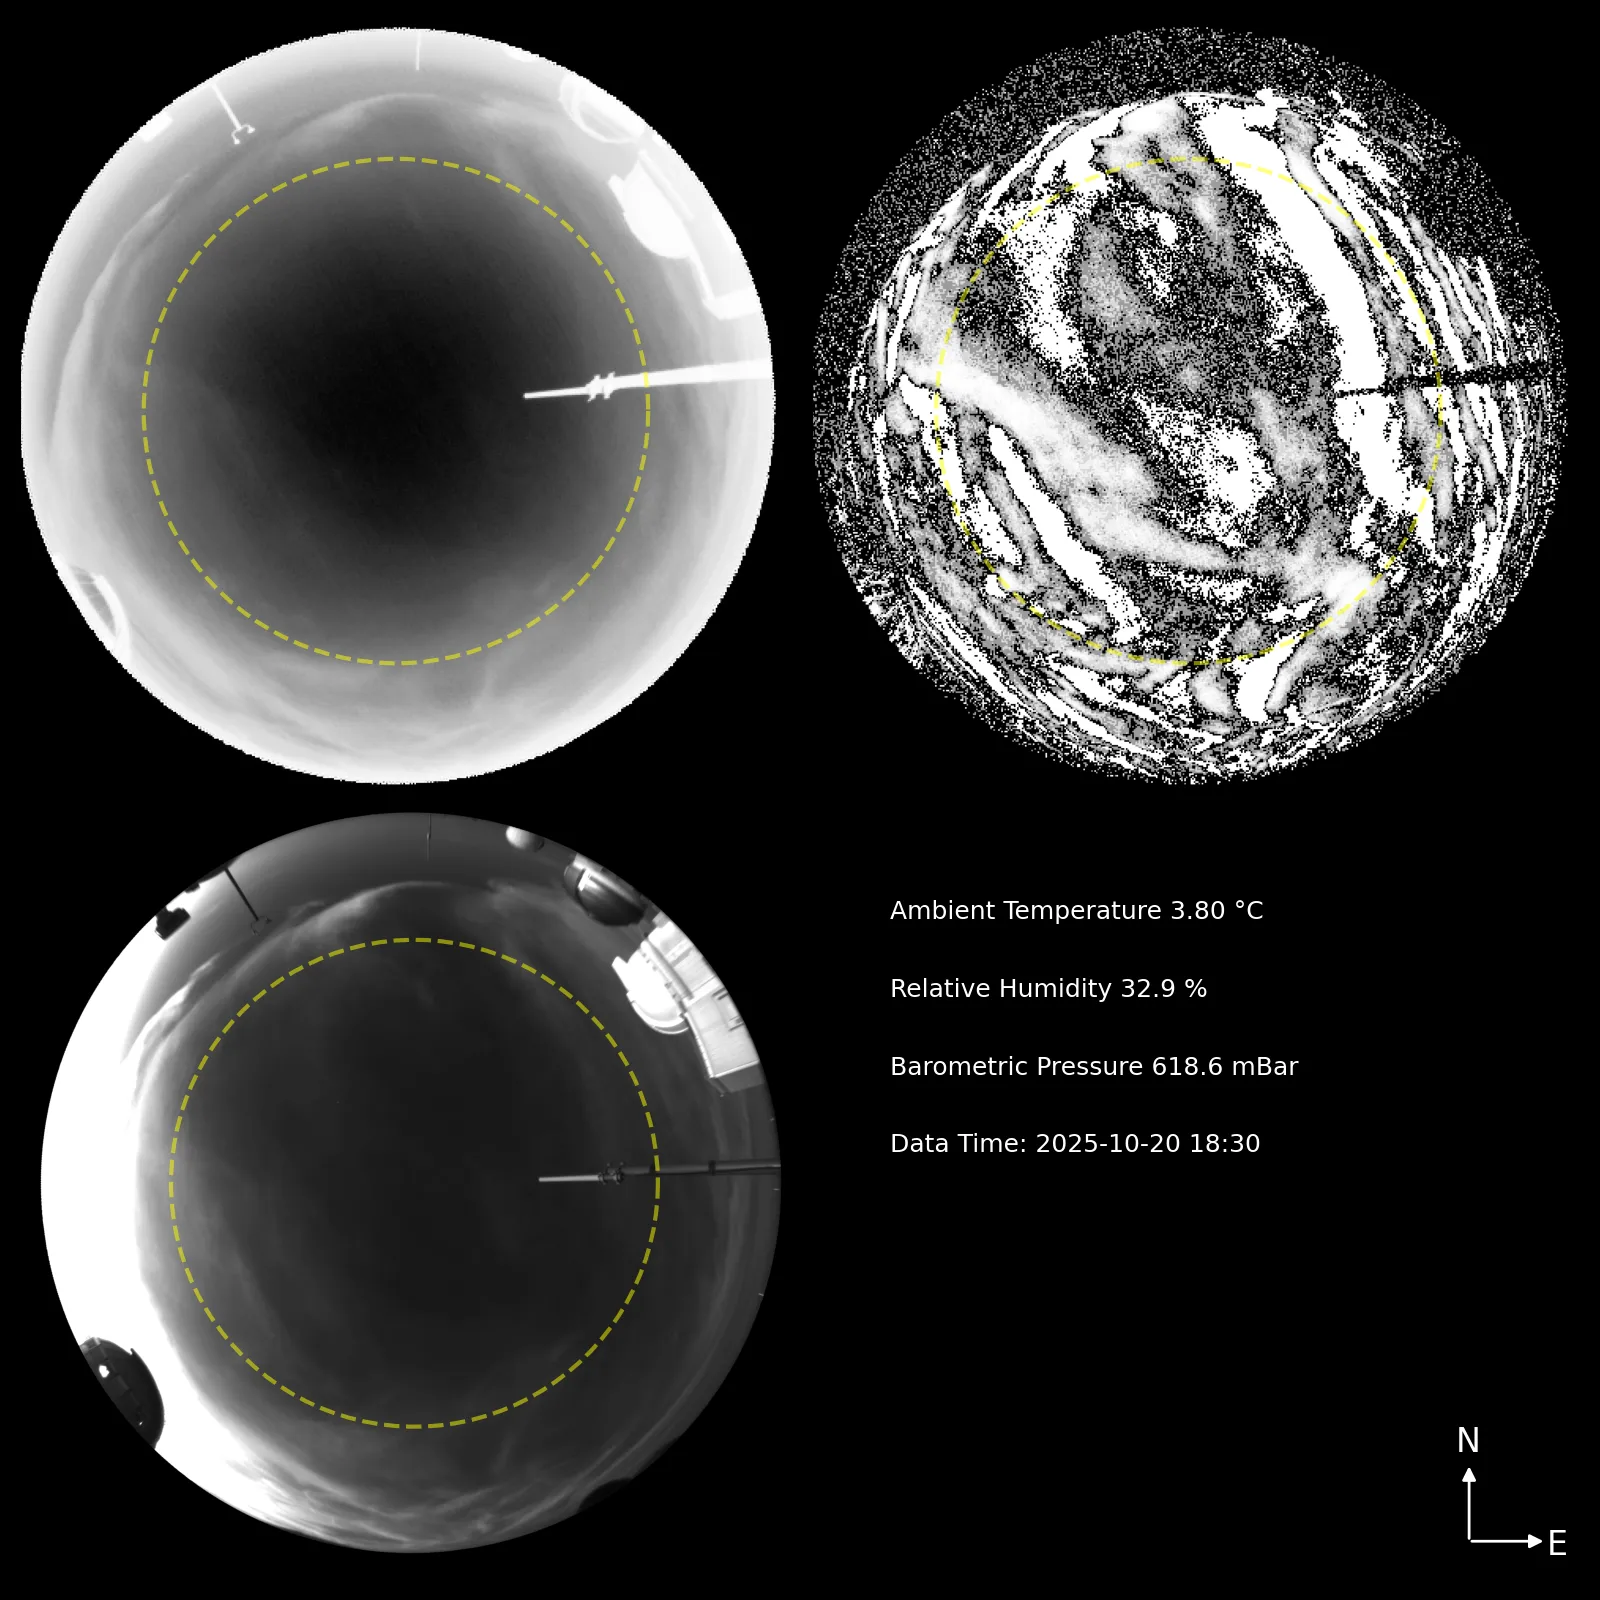 Ambient Temperature 3.80 °C
Relative Humidity 32.9 %
Barometric Pressure 618.6 mBar
Data Time: 2025-10-20 18:30
N
E